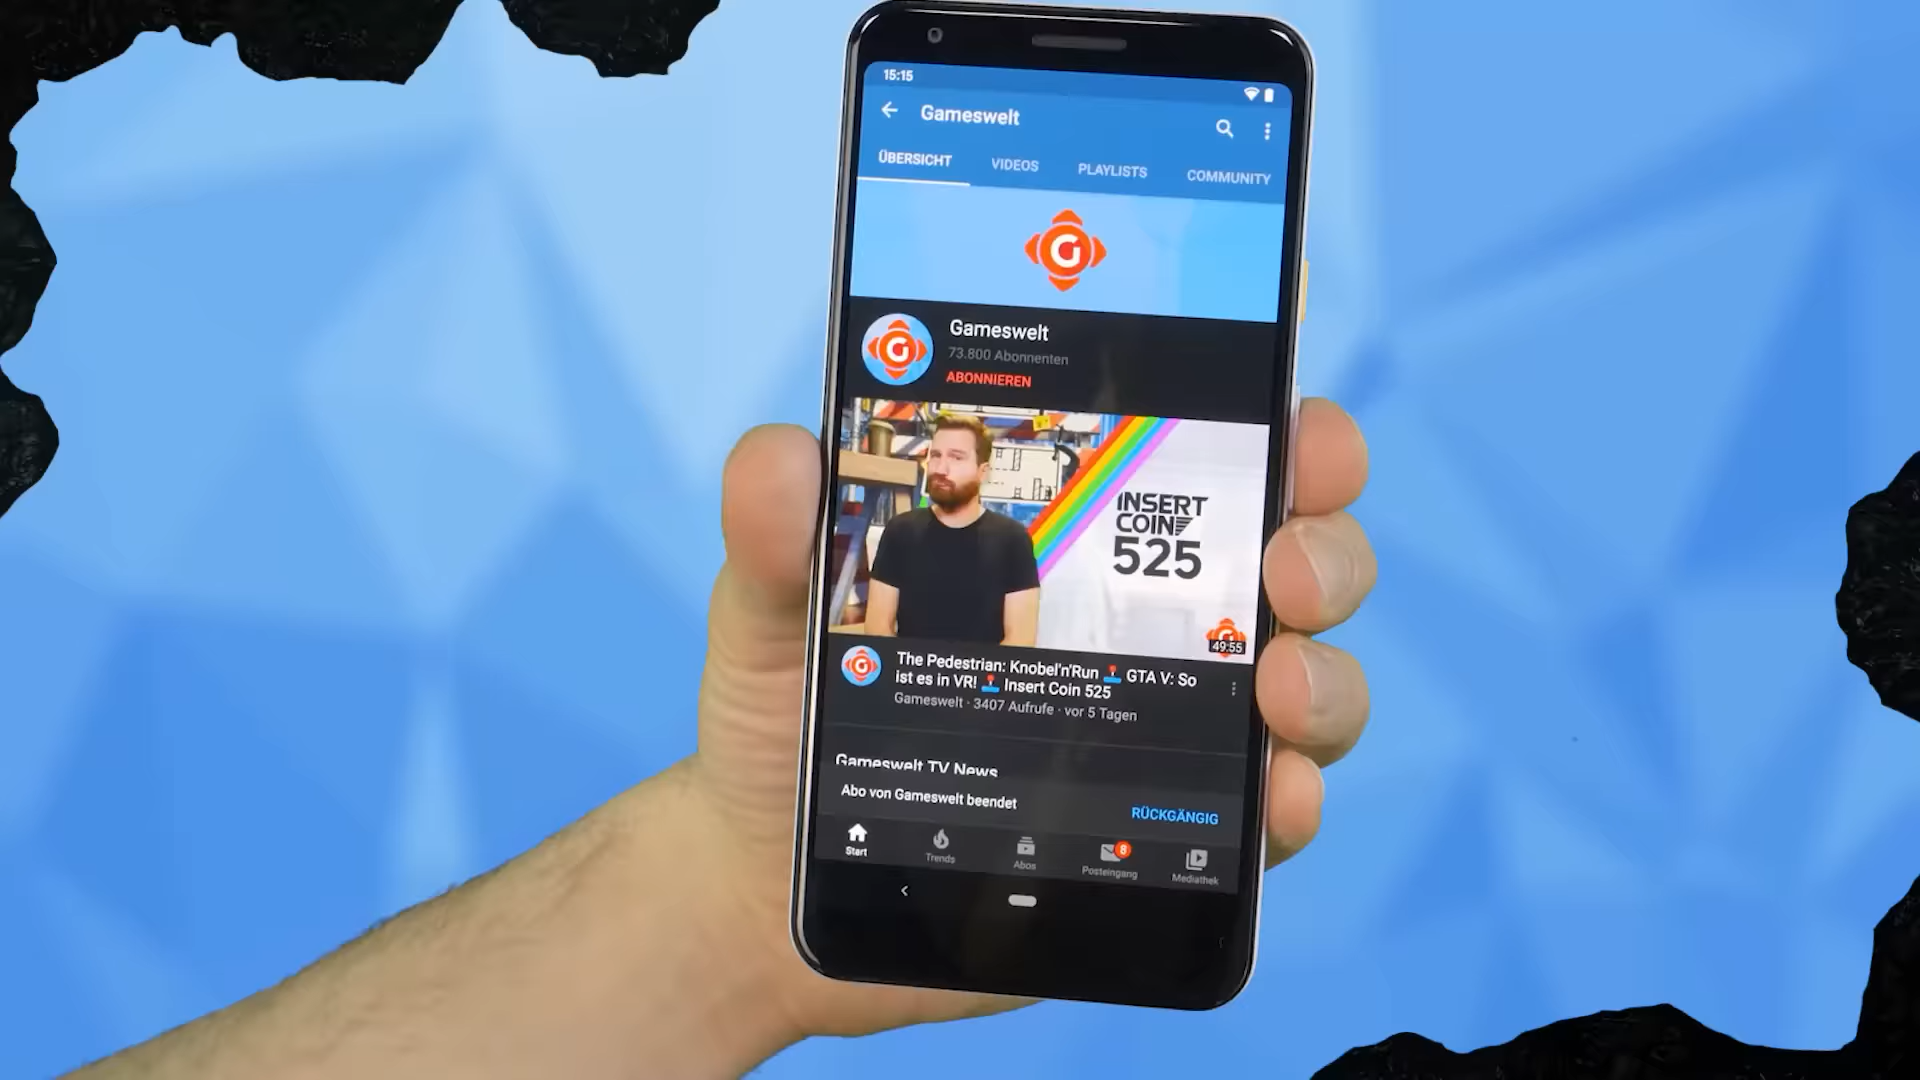 15:15
Gameswelt
ÜBERSICHT VIDEOS PLAYLISTS COMMUNITY
G
Gameswelt
73.800 Abonnenten
ABONNIEREN
G
INSERT
COIN
525
49:55
G
The Pedestrian: Knobel'n'Run 🕹️ GTA V: So
ist es in VR! 🕹️ Insert Coin 525
Gameswelt · 3407 Aufrufe · vor 5 Tagen
Gameswelt TV News
Abo von Gameswelt beendet
RÜCKGÄNGIG
Start Trends Abos 8 Posteingang Mediathek